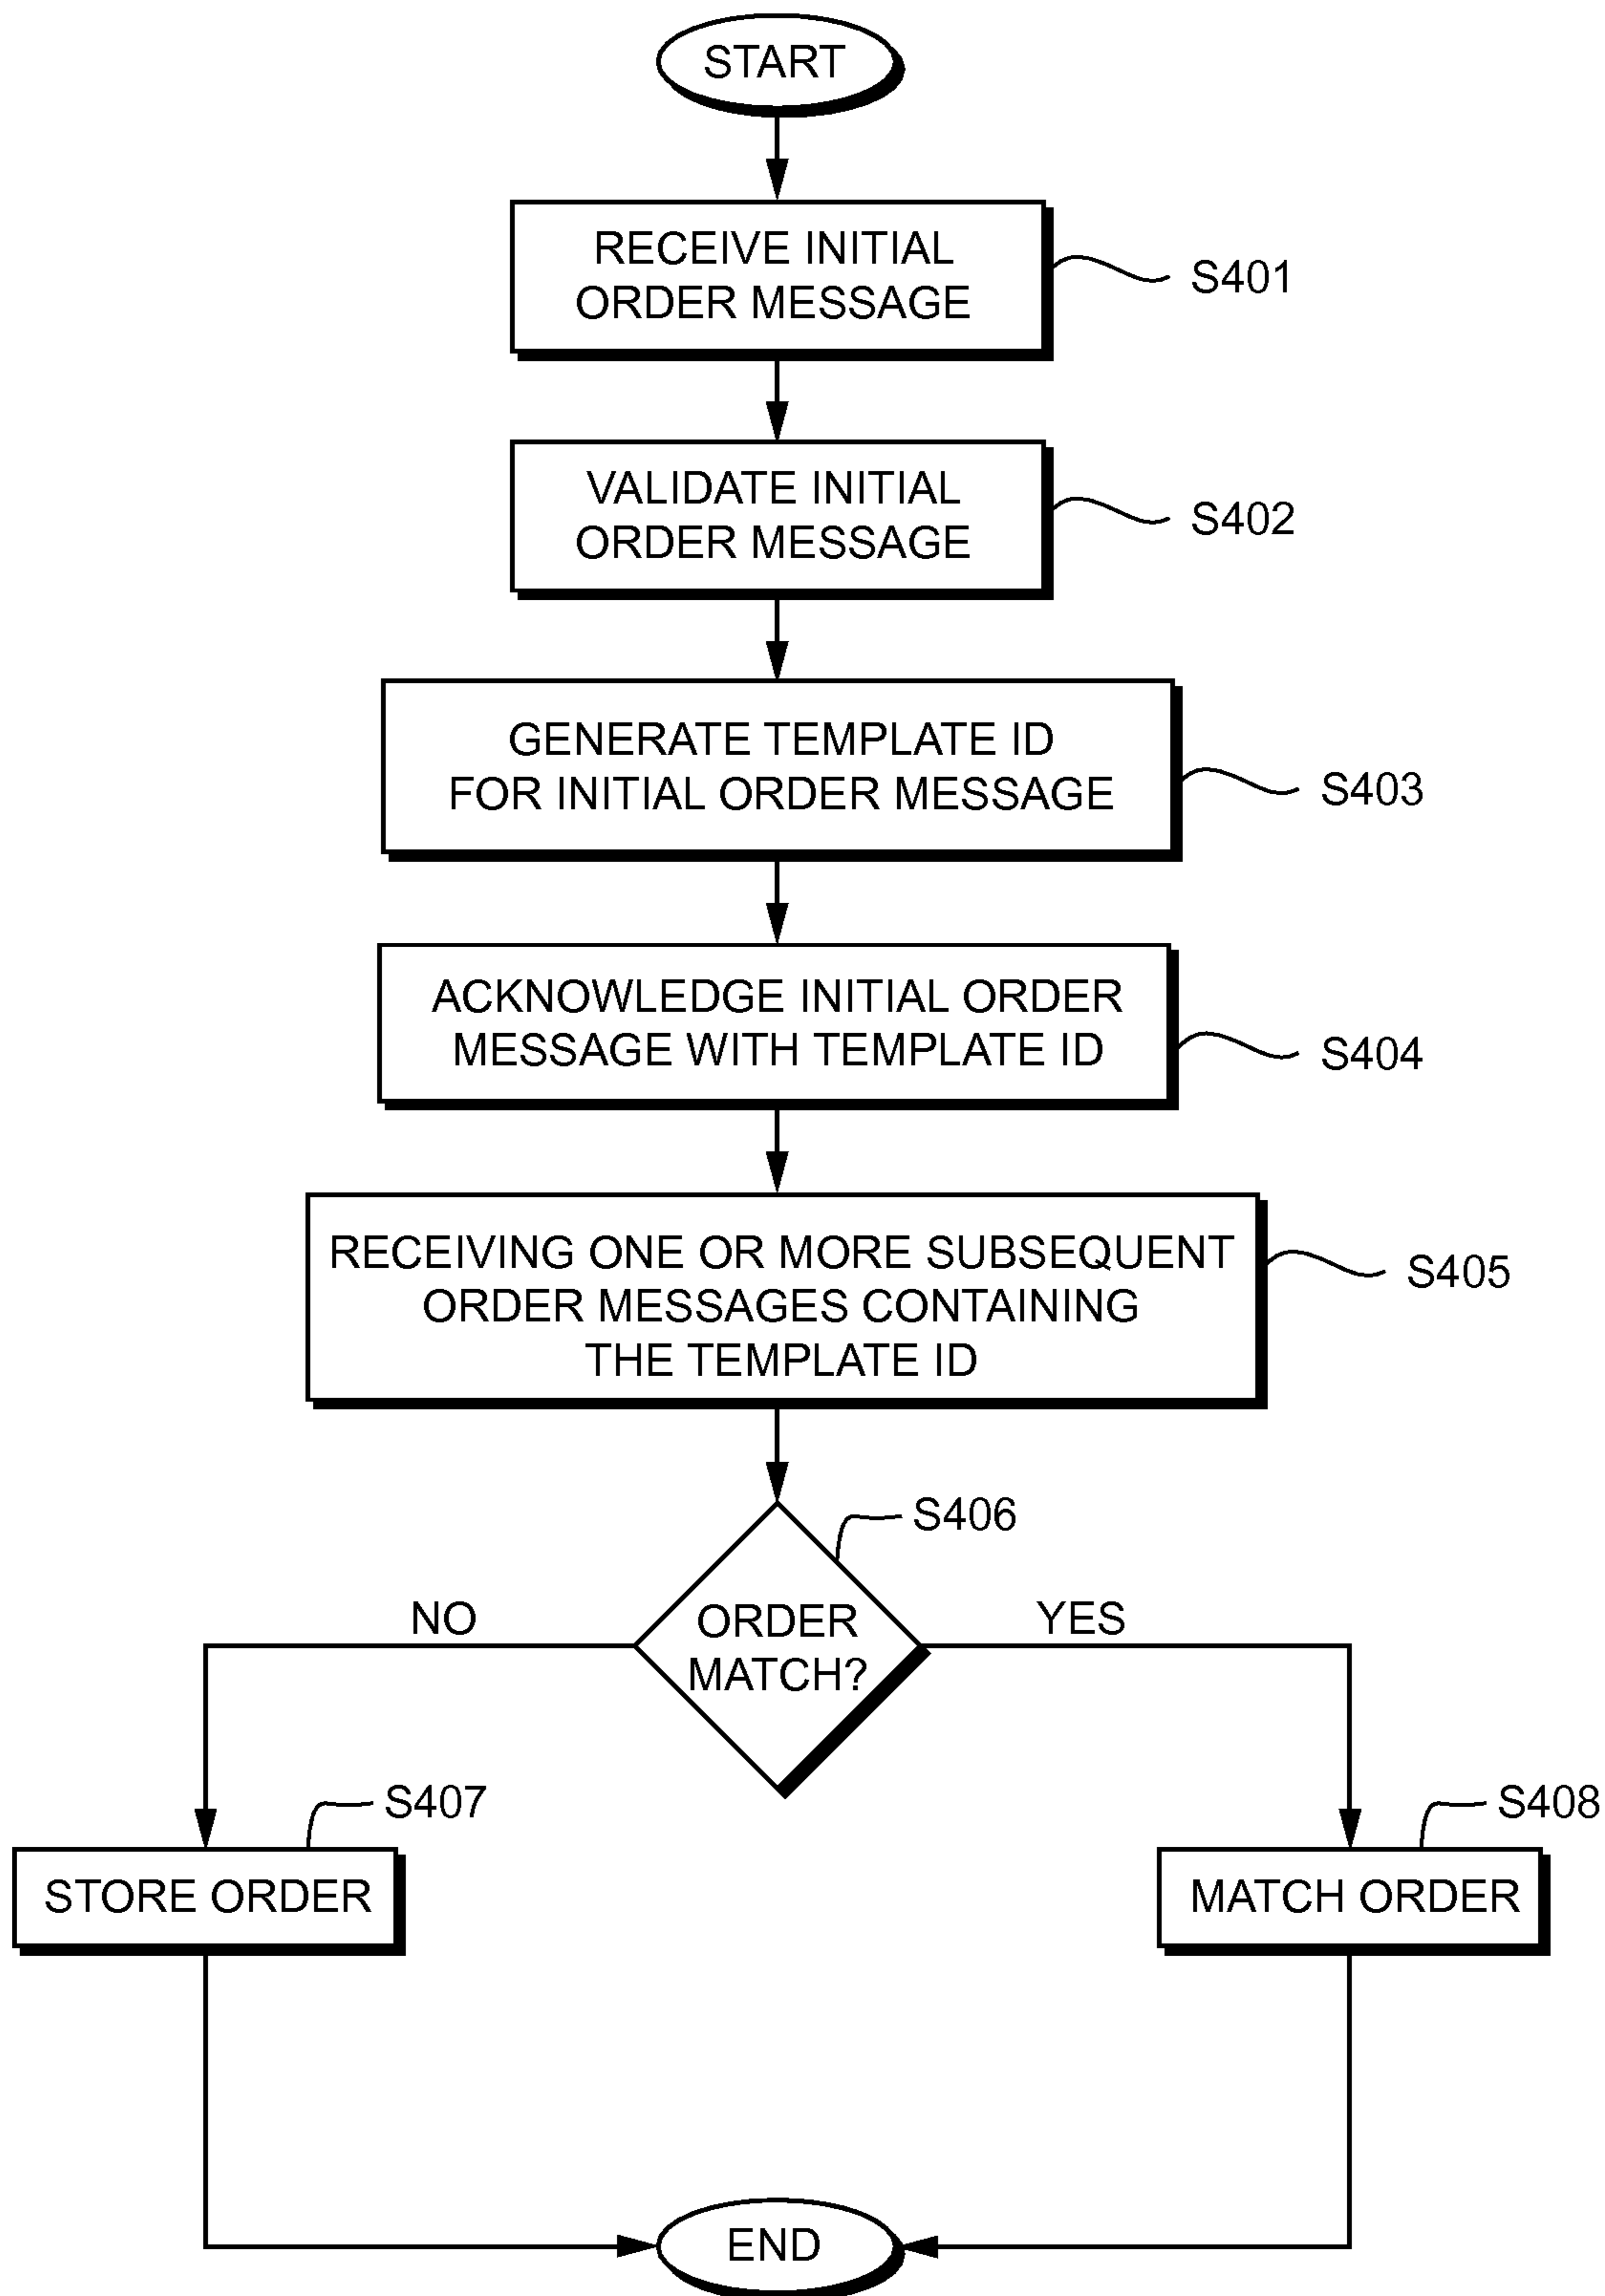 START
RECEIVE INITIAL
ORDER MESSAGE
S401
VALIDATE INITIAL
ORDER MESSAGE
S402
GENERATE TEMPLATE ID
FOR INITIAL ORDER MESSAGE
S403
ACKNOWLEDGE INITIAL ORDER
MESSAGE WITH TEMPLATE ID
S404
RECEIVING ONE OR MORE SUBSEQUENT
ORDER MESSAGES CONTAINING
THE TEMPLATE ID
S405
S406
ORDER
MATCH?
NO
YES
S407
STORE ORDER
S408
MATCH ORDER
END